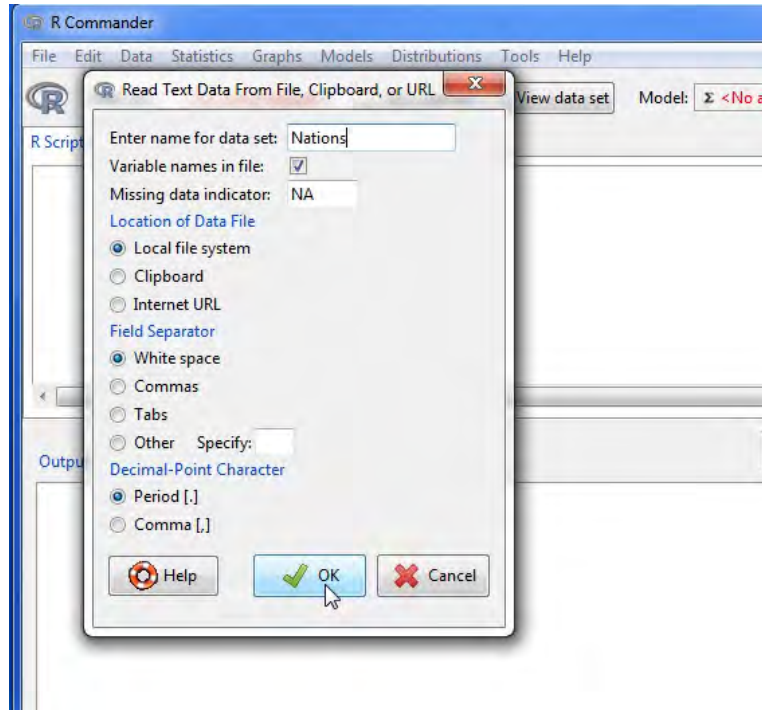 R Commander
File Edit Data Statistics Graphs Models Distributions Tools Help
Read Text Data From File, Clipboard, or URL
View data set Model: Σ <No a
R Script
Enter name for data set: Nations
Variable names in file:
Missing data indicator: NA
Location of Data File
Local file system
Clipboard
Internet URL
Field Separator
White space
Commas
Tabs
Other Specify:
Outpu
Decimal-Point Character
Period [.]
Comma [,]
Help OK Cancel